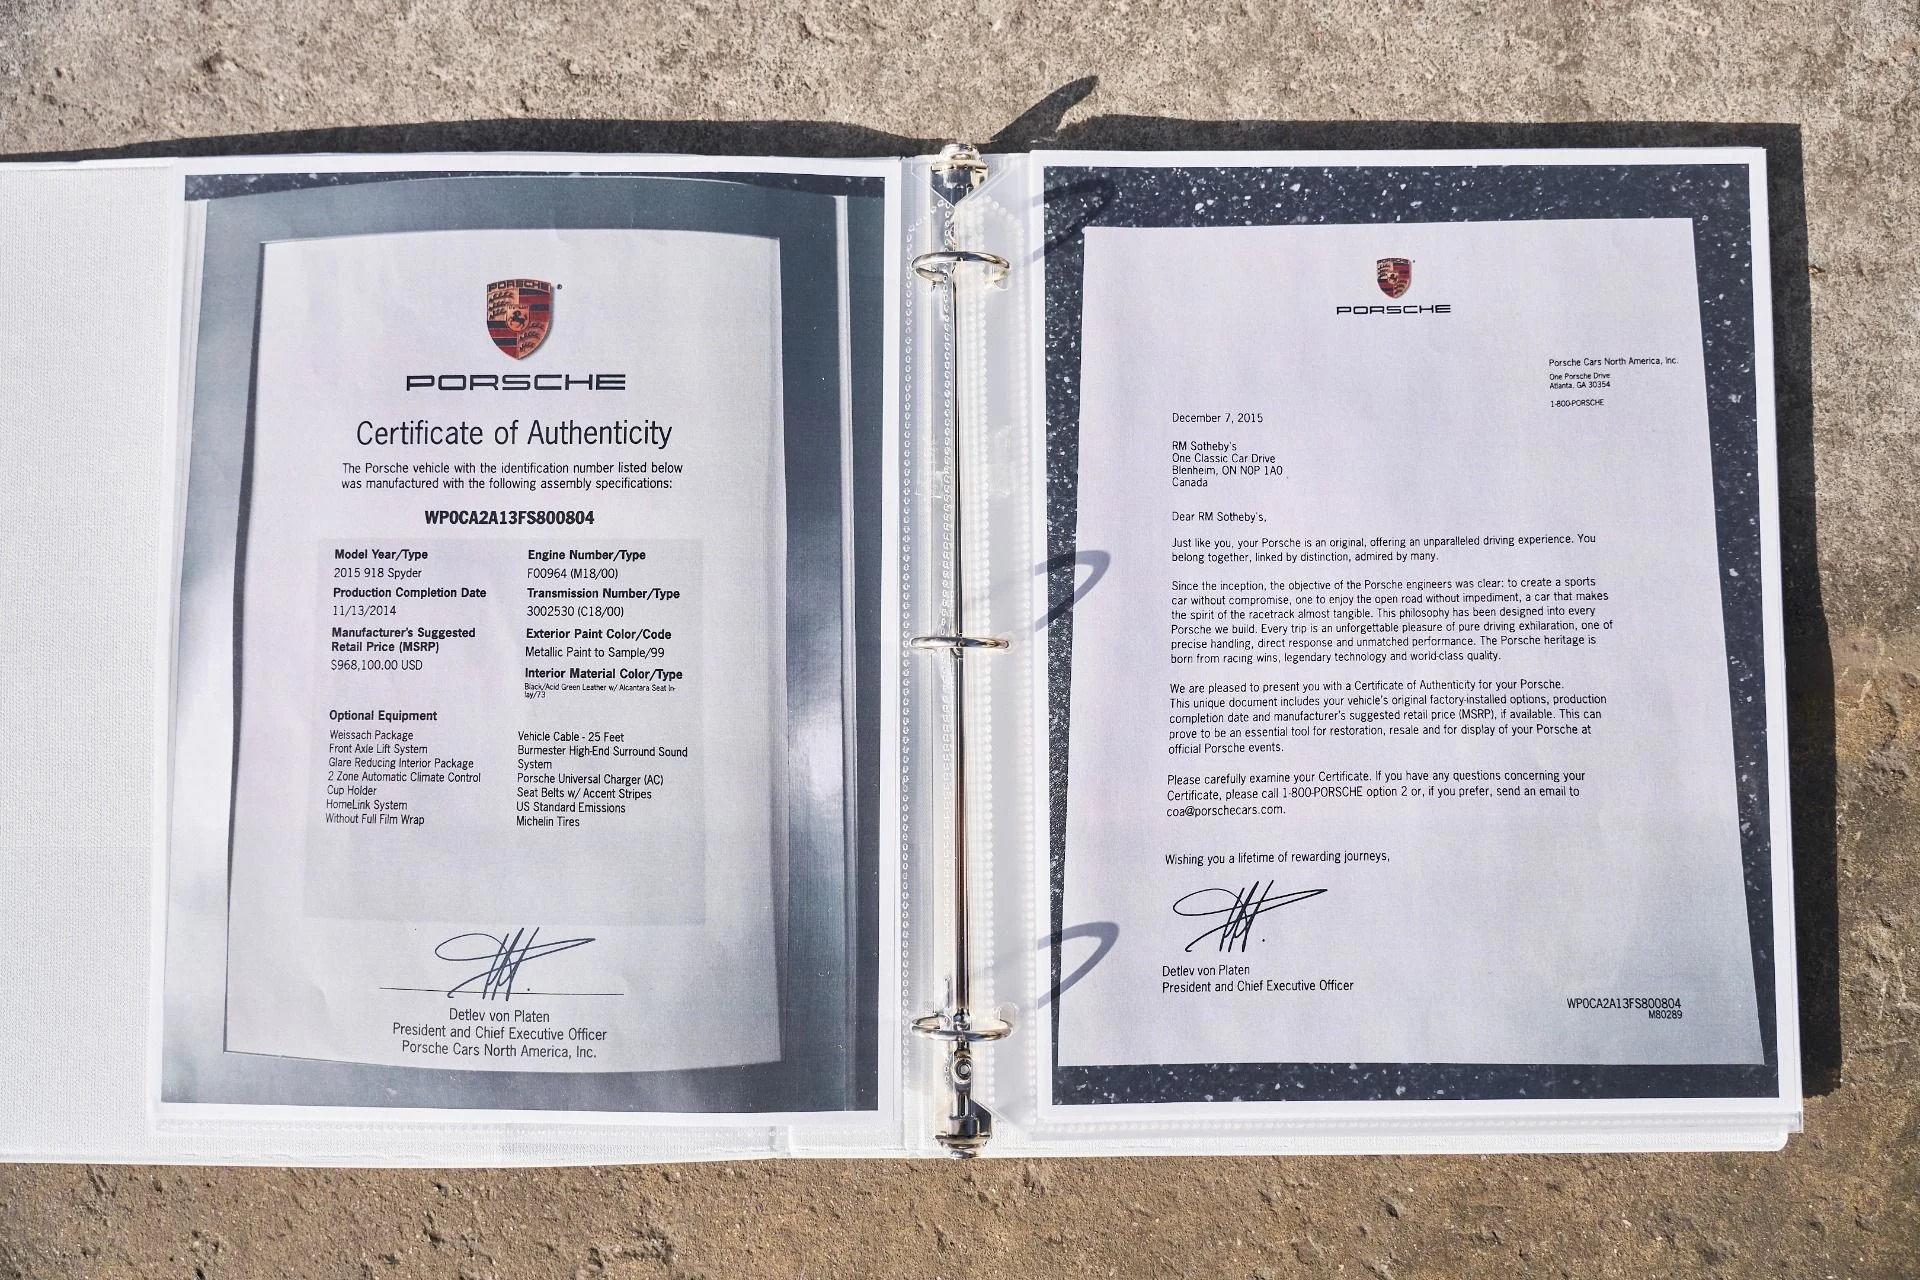 PORSCHE
PORSCHE
Certificate of Authenticity
The Porsche vehicle with the identification number listed below
was manufactured with the following assembly specifications:
WP0CA2A13FS800804
Model Year/Type
2015 918 Spyder
Production Completion Date
11/13/2014
Manufacturer's Suggested
Retail Price (MSRP)
$968,100.00 USD
Engine Number/Type
F00964 (M18/00)
Transmission Number/Type
3002530 (C18/00)
Exterior Paint Color/Code
Metallic Paint to Sample/99
Interior Material Color/Type
Black/Acid Green Leather w/ Alcantara Seat In-
lay/73
Optional Equipment
Weissach Package
Front Axle Lift System
Glare Reducing Interior Package
2 Zone Automatic Climate Control
Cup Holder
HomeLink System
Without Full Film Wrap
Vehicle Cable - 25 Feet
Burmester High-End Surround Sound
System
Porsche Universal Charger (AC)
Seat Belts w/ Accent Stripes
US Standard Emissions
Michelin Tires
Detlev von Platen
President and Chief Executive Officer
Porsche Cars North America, Inc.
PORSCHE
Porsche Cars North America, Inc.
One Porsche Drive
Atlanta, GA 30354
1-800-PORSCHE
December 7, 2015
RM Sotheby's
One Classic Car Drive
Blenheim, ON N0P 1A0
Canada
Dear RM Sotheby's,
Just like you, your Porsche is an original, offering an unparalleled driving experience. You
belong together, linked by distinction, admired by many.
Since the inception, the objective of the Porsche engineers was clear: to create a sports
car without compromise, one to enjoy the open road without impediment, a car that makes
the spirit of the racetrack almost tangible. This philosophy has been designed into every
Porsche we build. Every trip is an unforgettable pleasure of pure driving exhilaration, one of
precise handling, direct response and unmatched performance. The Porsche heritage is
born from racing wins, legendary technology and world-class quality.
We are pleased to present you with a Certificate of Authenticity for your Porsche.
This unique document includes your vehicle's original factory-installed options, production
completion date and manufacturer's suggested retail price (MSRP), if available. This can
prove to be an essential tool for restoration, resale and for display of your Porsche at
official Porsche events.
Please carefully examine your Certificate. If you have any questions concerning your
Certificate, please call 1-800-PORSCHE option 2 or, if you prefer, send an email to
coa@porschecars.com.
Wishing you a lifetime of rewarding journeys,
Detlev von Platen
President and Chief Executive Officer
WP0CA2A13FS800804
M80289